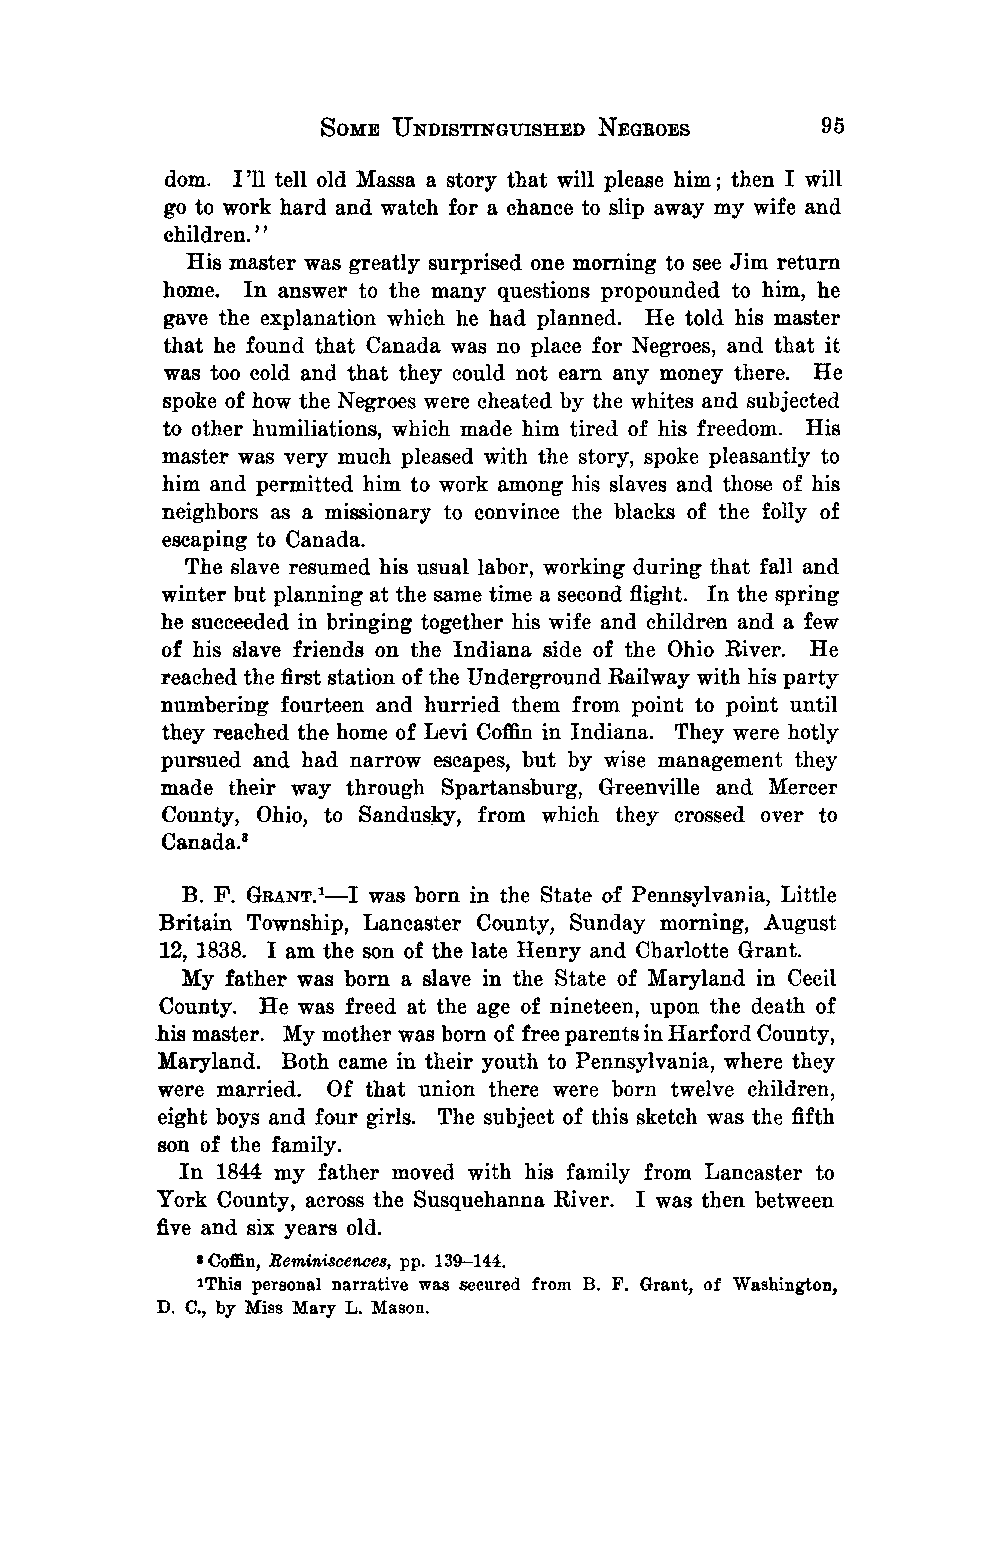 SOME UNDISTINGUISHED NEGROES 95
dom. I'll tell old Massa a story that will please him; then I will
go to work hard and watch for a chance to slip away my wife and
children.''
His master was greatly surprised one morning to see Jim return
home. In answer to the many questions propounded to him, he
gave the explanation which he had planned. He told his master
that he found that Canada was no place for Negroes, and that it
was too cold and that they could not earn any money there. He
spoke of how the Negroes were cheated by the whites and subjected
to other humiliations, which made him tired of his freedom. His
master was very much pleased with the story, spoke pleasantly to
him and permitted him to work among his slaves and those of his
neighbors as a missionary to convince the blacks of the folly of
escaping to Canada.
The slave resumed his usual labor, working during that fall and
winter but planning at the same time a second flight. In the spring
he succeeded in bringing together his wife and children and a few
of his slave friends on the Indiana side of the Ohio River. He
reached the first station of the Underground Railway with his party
numbering fourteen and hurried them from point to point until
they reached the home of Levi Coffin in Indiana. They were hotly
pursued and had narrow escapes, but by wise management they
made their way through Spartansburg, Greenville and Mercer
County, Ohio, to Sandusky, from which they crossed over to
Canada.⁸
B. F. GRANT.¹—I was born in the State of Pennsylvania, Little
Britain Township, Lancaster County, Sunday morning, August
12, 1838. I am the son of the late Henry and Charlotte Grant.
My father was born a slave in the State of Maryland in Cecil
County. He was freed at the age of nineteen, upon the death of
his master. My mother was born of free parents in Harford County,
Maryland. Both came in their youth to Pennsylvania, where they
were married. Of that union there were born twelve children,
eight boys and four girls. The subject of this sketch was the fifth
son of the family.
In 1844 my father moved with his family from Lancaster to
York County, across the Susquehanna River. I was then between
five and six years old.
⁸ Coffin, Reminiscences, pp. 139–144.
¹This personal narrative was secured from B. F. Grant, of Washington,
D. C., by Miss Mary L. Mason.